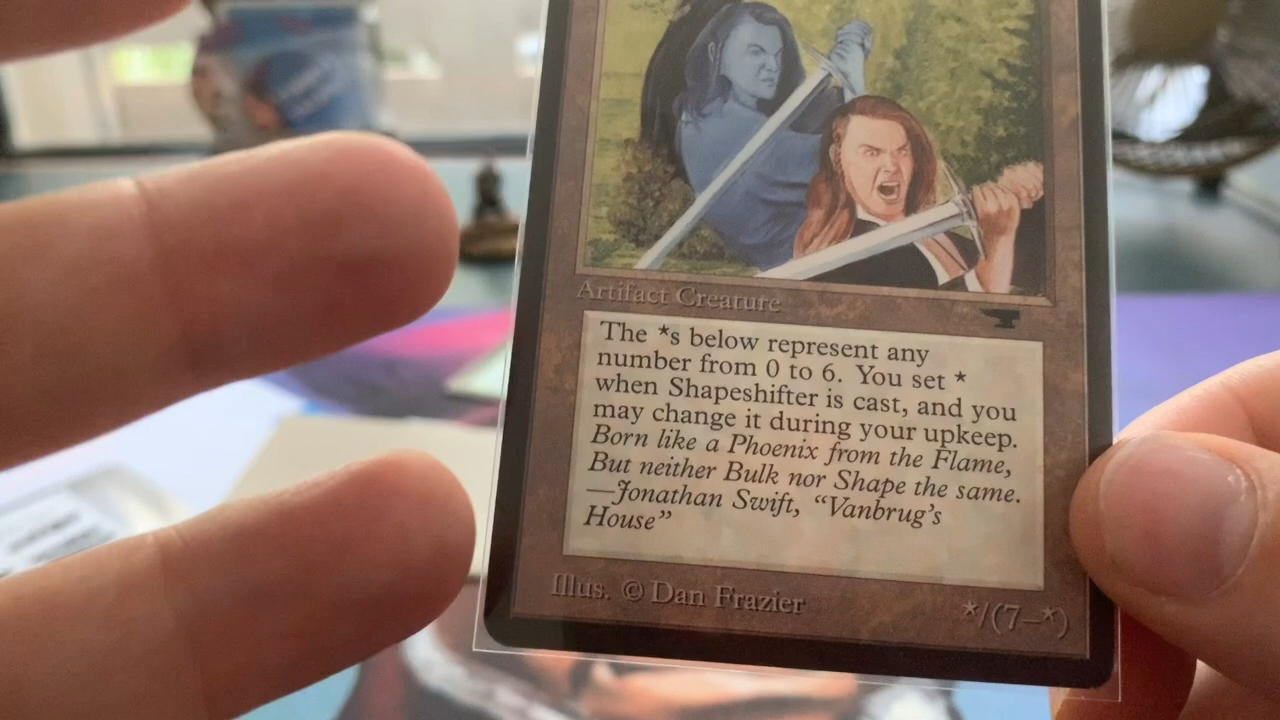 Artifact Creature
The *s below represent any
number from 0 to 6. You set *
when Shapeshifter is cast, and you
may change it during your upkeep.
Born like a Phoenix from the Flame,
But neither Bulk nor Shape the same.
—Jonathan Swift, “Vanbrug's
House”
Illus. © Dan Frazier
*/(7–*)